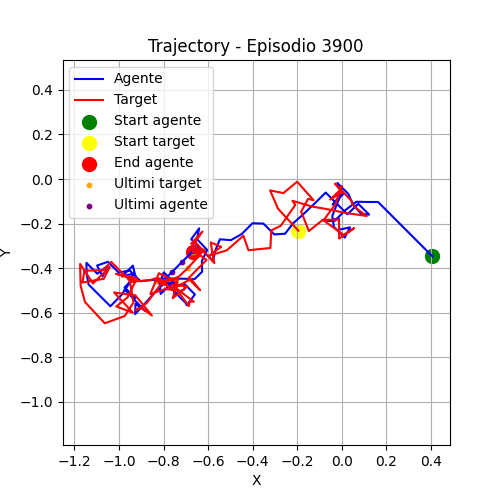 Trajectory - Episodio 3900
Agente
Target
Start agente
Start target
End agente
Ultimi target
Ultimi agente
0.4
0.2
0.0
−0.2
−0.4
−0.6
−0.8
−1.0
Y
−1.2 −1.0 −0.8 −0.6 −0.4 −0.2 0.0 0.2 0.4
X